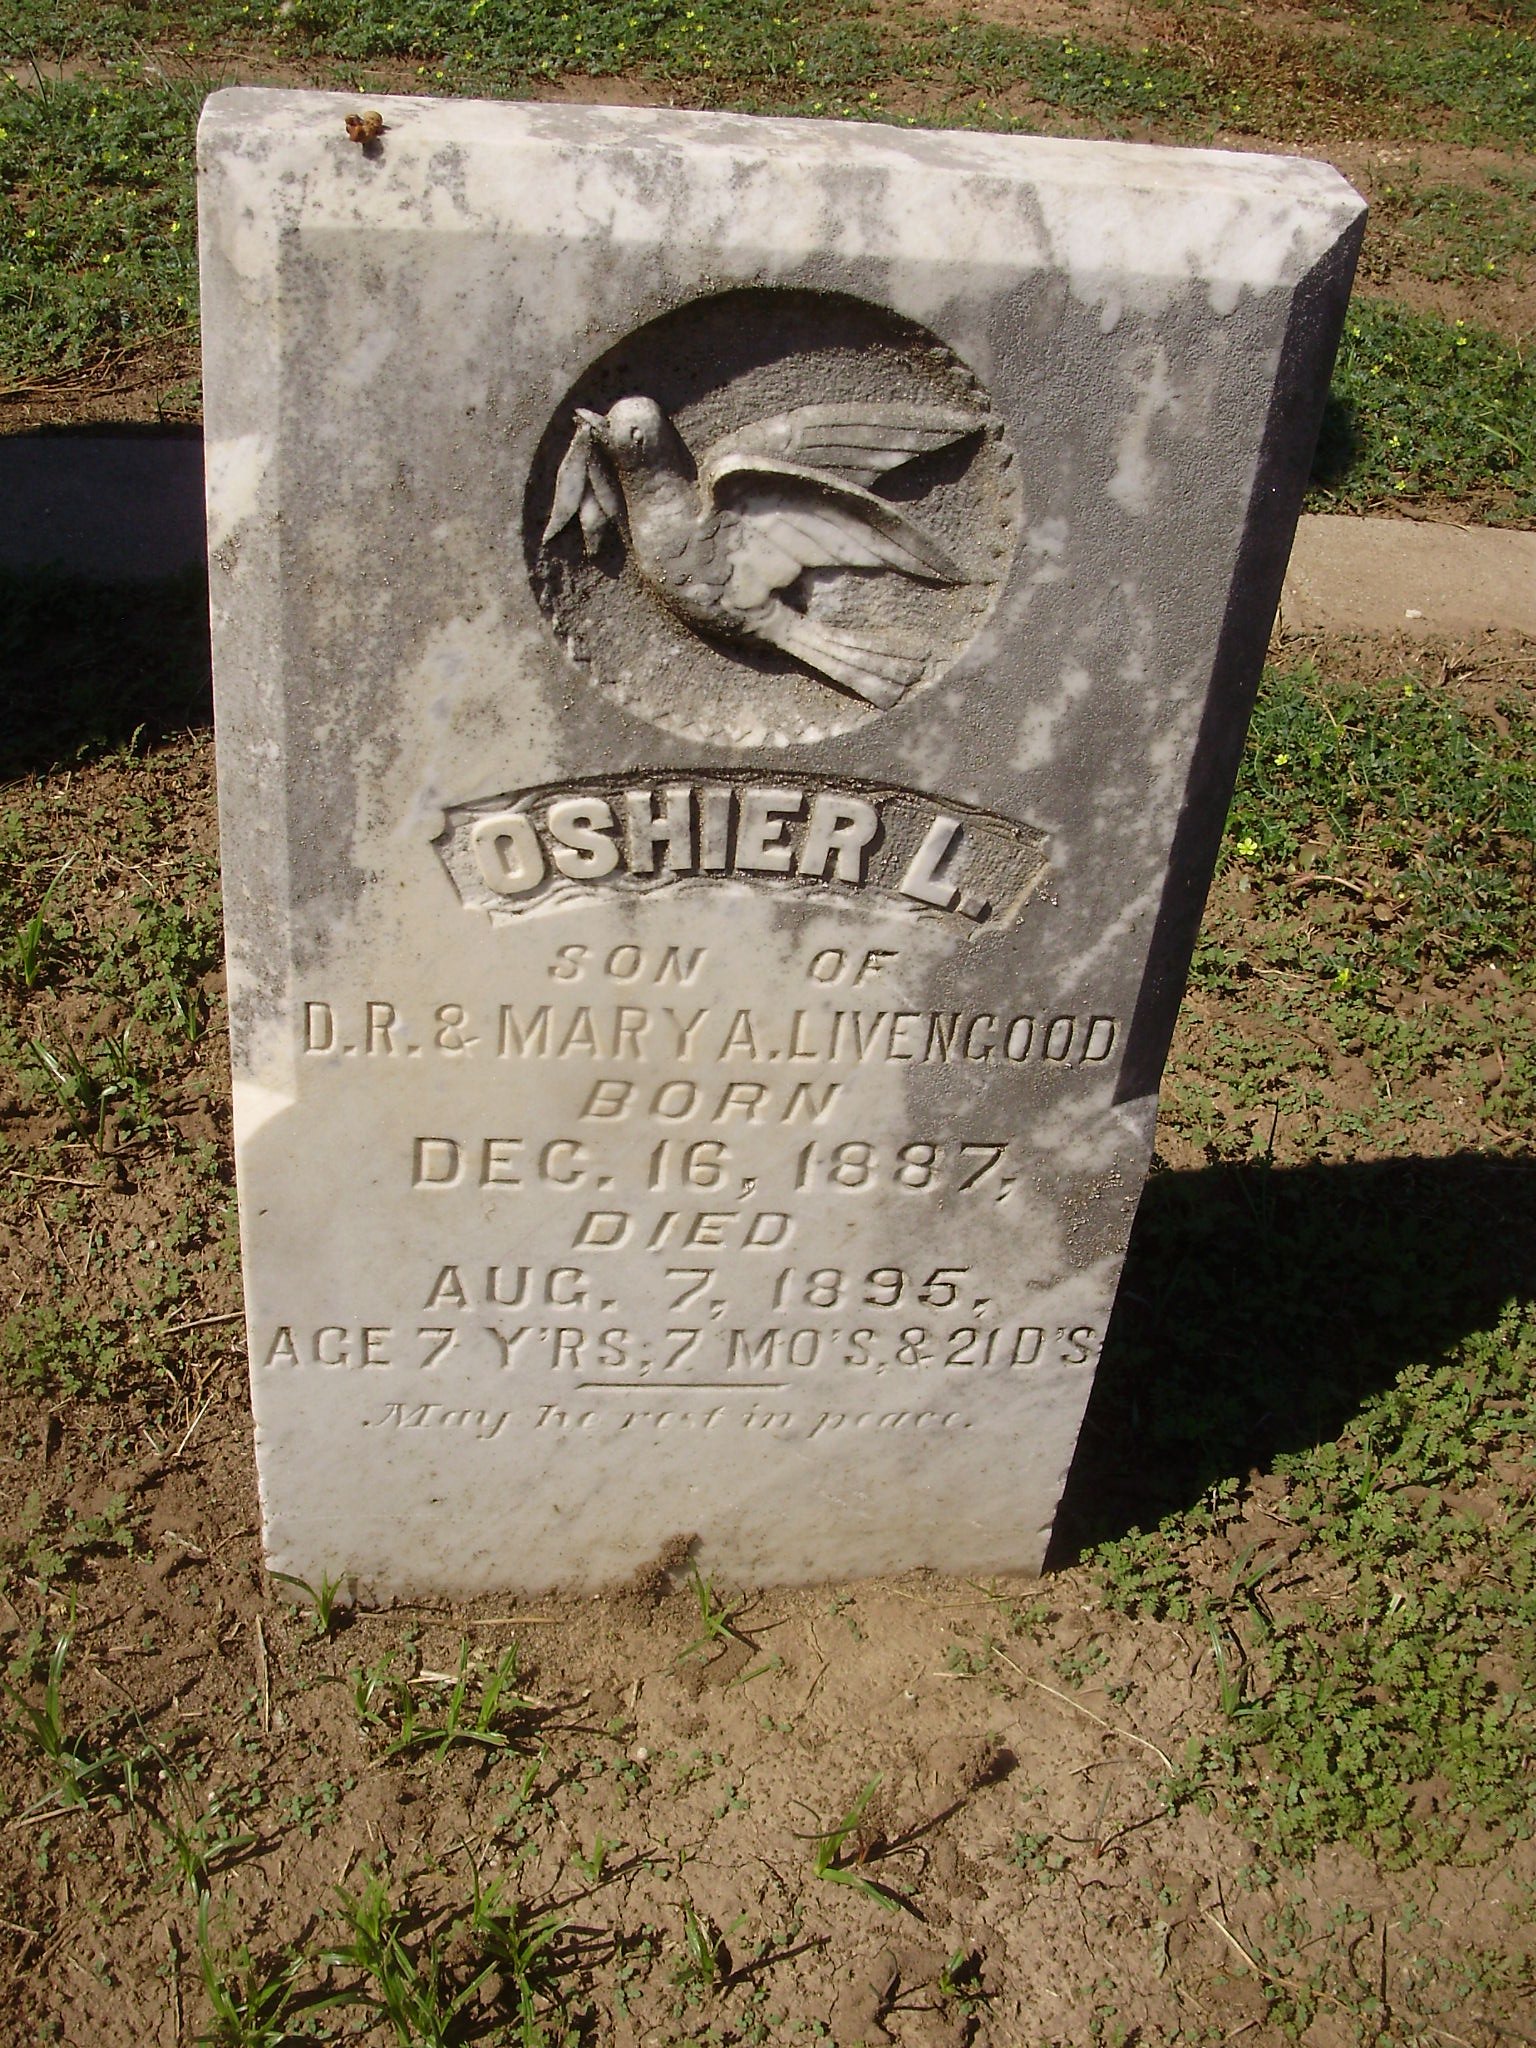 OSHIER L.
SON OF
D.R. & MARY A. LIVENGOOD
BORN
DEC. 16, 1887,
DIED
AUG. 7, 1895,
AGE 7 Y'RS, 7 MO'S, & 21 D'S.
May he rest in peace.